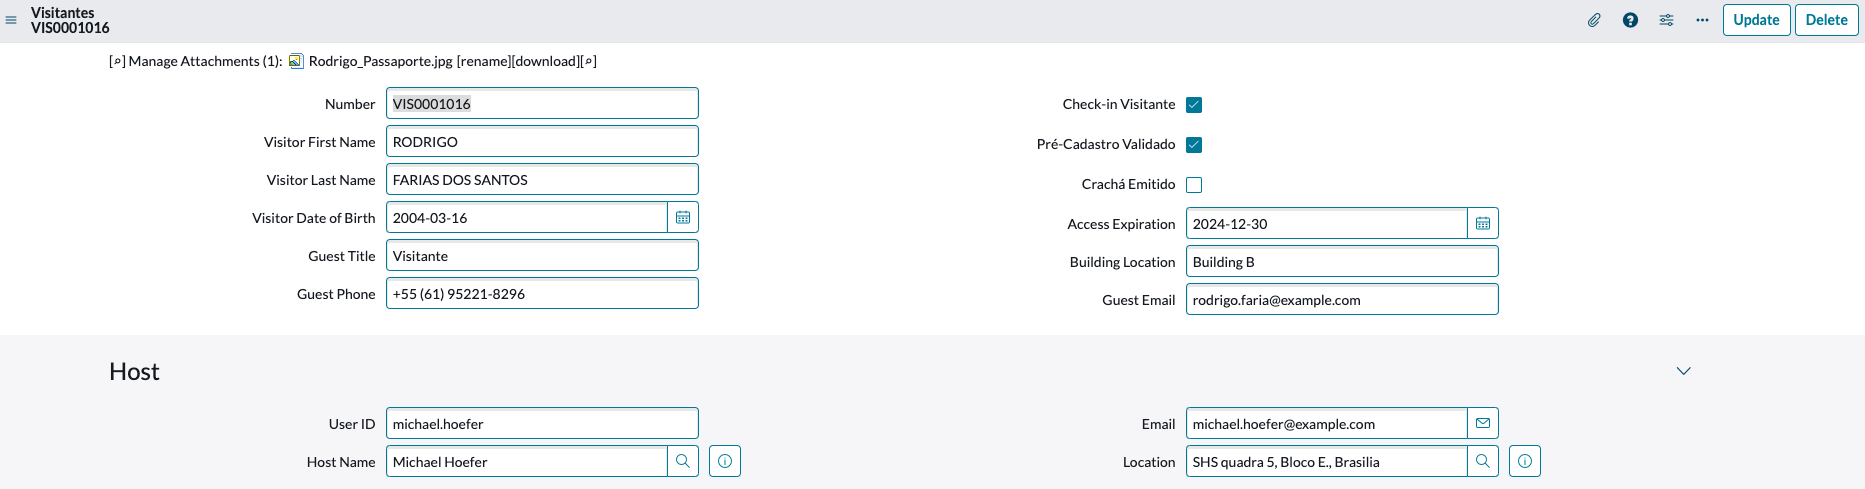 Visitantes
VIS0001016
Update
Delete
[⌕] Manage Attachments (1): Rodrigo_Passaporte.jpg [rename][download][⌕]
Number VIS0001016
Visitor First Name RODRIGO
Visitor Last Name FARIAS DOS SANTOS
Visitor Date of Birth 2004-03-16
Guest Title Visitante
Guest Phone +55 (61) 95221-8296
Check-in Visitante
Pré-Cadastro Validado
Crachá Emitido
Access Expiration 2024-12-30
Building Location Building B
Guest Email rodrigo.faria@example.com
Host
User ID michael.hoefer
Host Name Michael Hoefer
Email michael.hoefer@example.com
Location SHS quadra 5, Bloco E., Brasilia